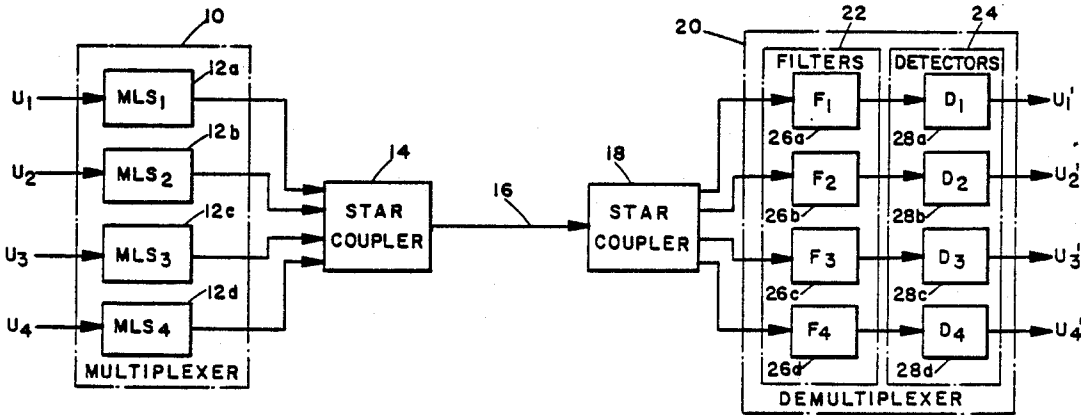 10
20
22
24
FILTERS
DETECTORS
U1
MLS1
12a
F1
26a
D1
28a
U1'
U2
MLS2
12b
14
STAR
COUPLER
16
18
STAR
COUPLER
F2
26b
D2
28b
U2'
U3
MLS3
12c
F3
26c
D3
28c
U3'
U4
MLS4
12d
F4
26d
D4
28d
U4'
MULTIPLEXER
DEMULTIPLEXER